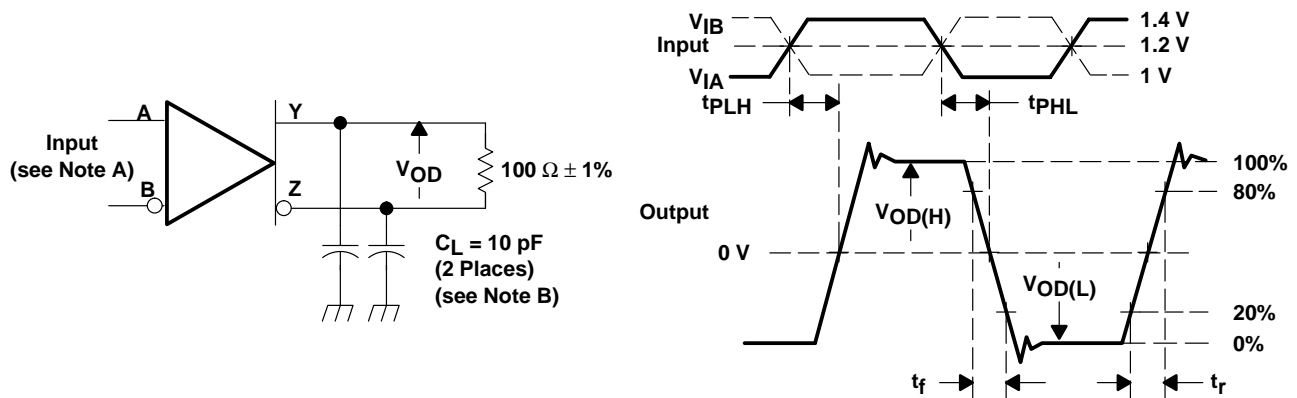 A
Input
(see Note A)
B
Y
Z
VOD
100 Ω ± 1%
CL = 10 pF
(2 Places)
(see Note B)
VIB
Input
VIA
1.4 V
1.2 V
1 V
tPLH
tPHL
Output
0 V
VOD(H)
VOD(L)
100%
80%
20%
0%
tf
tr